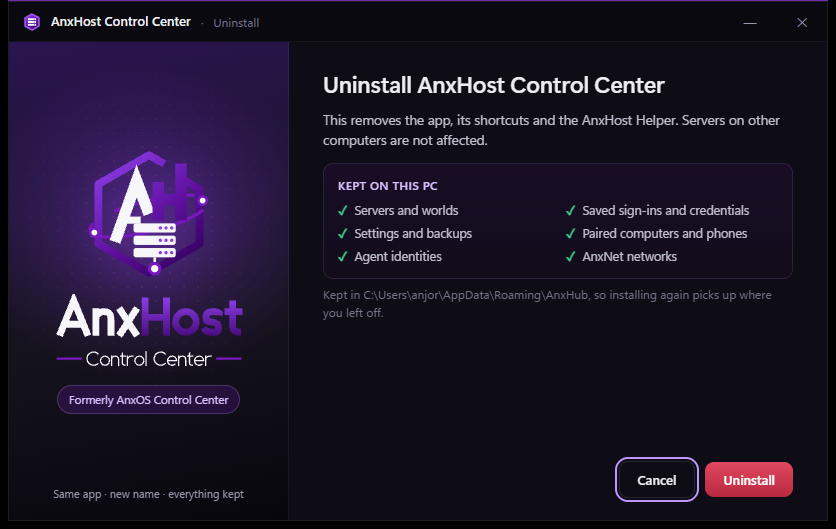 AnxHost Control Center · Uninstall
AnxHost
Control Center
Formerly AnxOS Control Center
Same app · new name · everything kept
Uninstall AnxHost Control Center
This removes the app, its shortcuts and the AnxHost Helper. Servers on other
computers are not affected.
KEPT ON THIS PC
✓ Servers and worlds
✓ Saved sign-ins and credentials
✓ Settings and backups
✓ Paired computers and phones
✓ Agent identities
✓ AnxNet networks
Kept in C:\Users\anjor\AppData\Roaming\AnxHub, so installing again picks up where
you left off.
Cancel
Uninstall